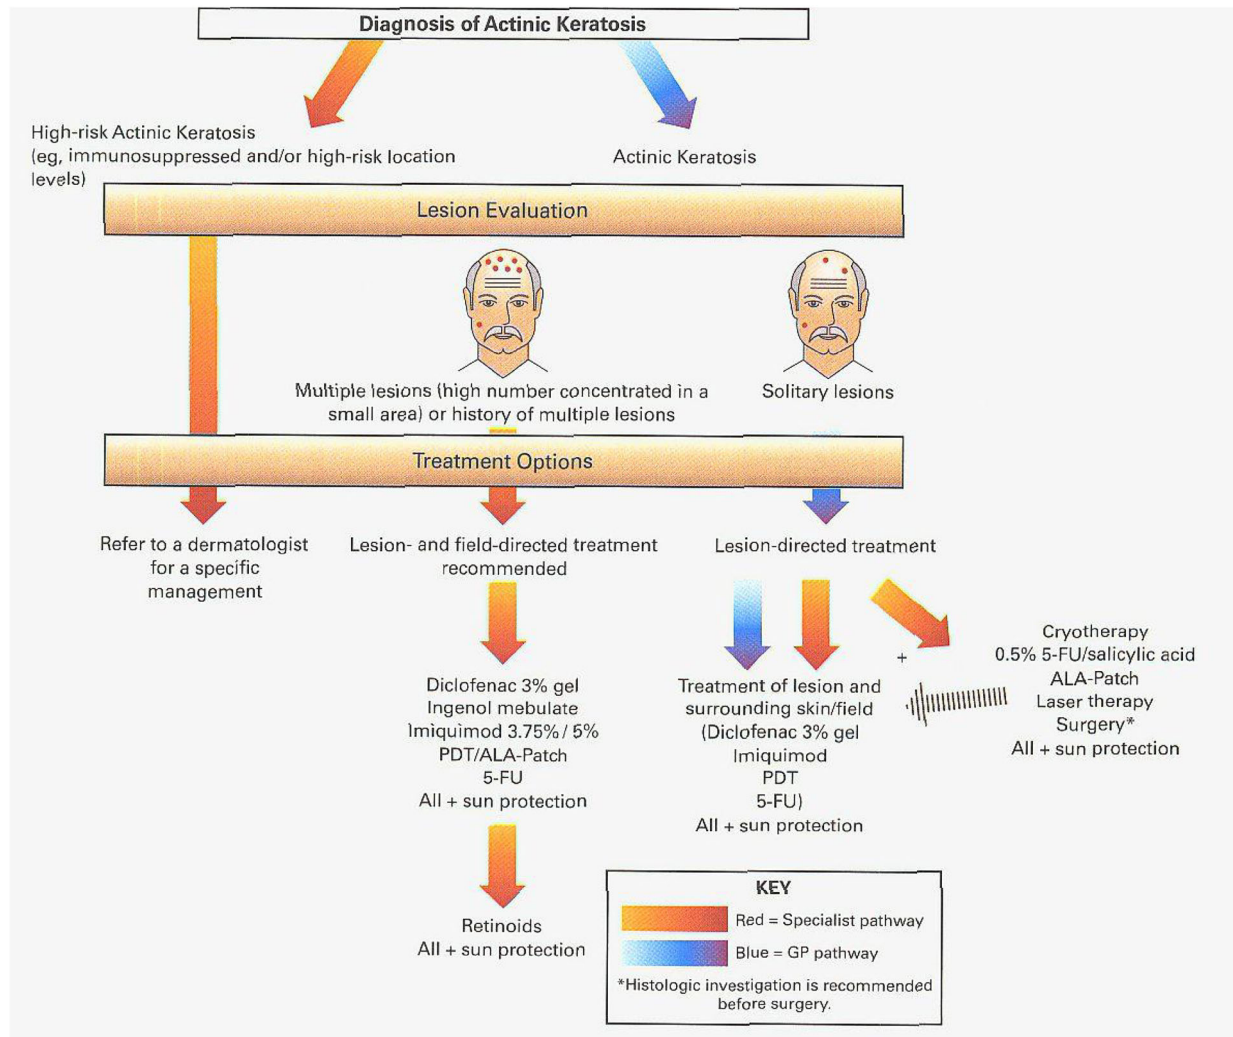 Diagnosis of Actinic Keratosis
High-risk Actinic Keratosis
(eg, immunosuppressed and/or high-risk location
levels)
Actinic Keratosis
Lesion Evaluation
Multiple lesions (high number concentrated in a
small area) or history of multiple lesions
Solitary lesions
Treatment Options
Refer to a dermatologist
for a specific
management
Lesion- and field-directed treatment
recommended
Lesion-directed treatment
Diclofenac 3% gel
Ingenol mebulate
Imiquimod 3.75% / 5%
PDT/ALA-Patch
5-FU
All + sun protection
Treatment of lesion and
surrounding skin/field
(Diclofenac 3% gel
Imiquimod
PDT
5-FU)
All + sun protection
+
Cryotherapy
0.5% 5-FU/salicylic acid
ALA-Patch
Laser therapy
Surgery*
All + sun protection
Retinoids
All + sun protection
KEY
Red = Specialist pathway
Blue = GP pathway
*Histologic investigation is recommended
before surgery.